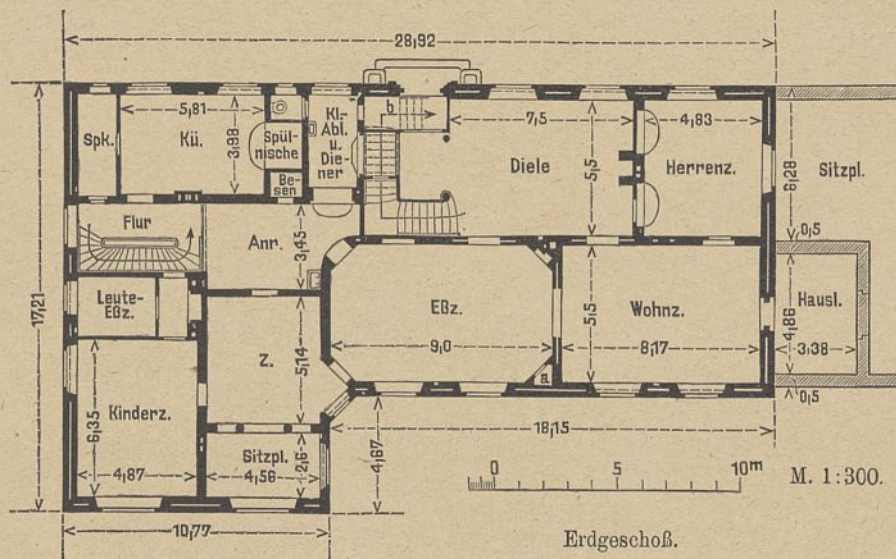 28,92
Spk.
5,81
Kü.
3,98
Spül-
nische
Be-
sen
Kl.-
Abl.
u.
Die-
ner
b
7,5
Diele
5,5
4,83
Herrenz.
6,28
Sitzpl.
0,5
Flur
Anr.
3,45
17,21
Leute-
Eßz.
Z.
5,14
Eßz.
9,0
a
Wohnz.
5,5
8,17
Hausl.
4,86
3,38
0,5
Kinderz.
6,35
4,87
Sitzpl.
4,56
2,6
4,67
18,15
10,77
0 5 10m
M. 1:300.
Erdgeschoß.